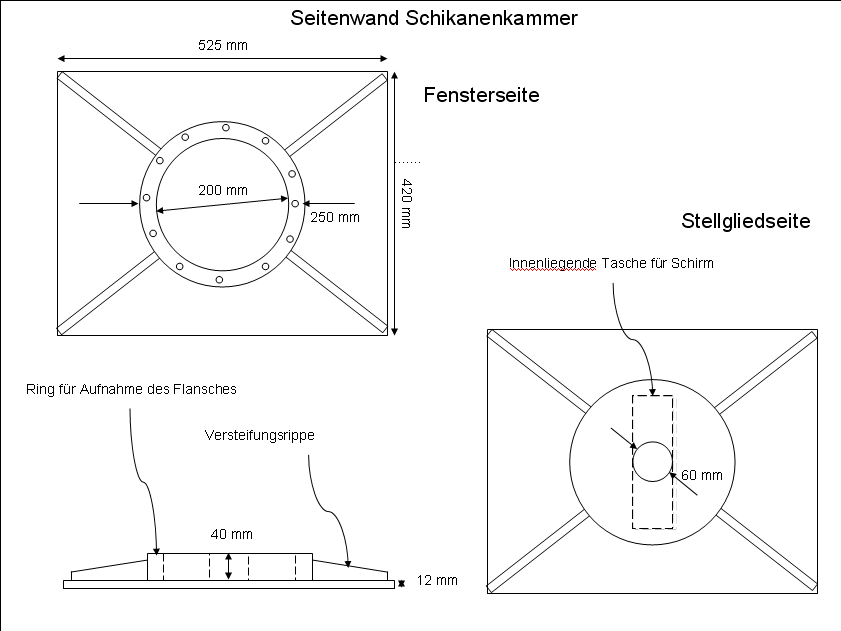 Seitenwand Schikanenkammer
525 mm
Fensterseite
200 mm
420 mm
250 mm
Stellgliedseite
Innenliegende Tasche für Schirm
Ring für Aufnahme des Flansches
Versteifungsrippe
60 mm
40 mm
12 mm